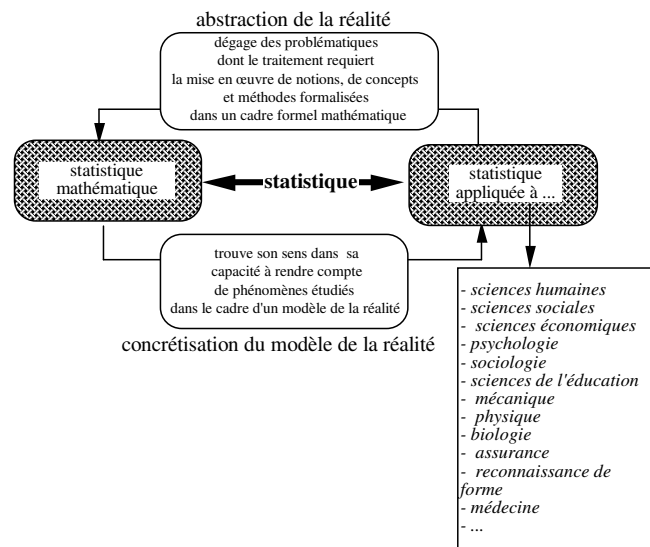 abstraction de la réalité
dégage des problématiques
dont le traitement requiert
la mise en œuvre de notions, de concepts
et méthodes formalisées
dans un cadre formel mathématique
statistique
mathématique
statistique
statistique
appliquée à ...
trouve son sens dans sa
capacité à rendre compte
de phénomènes étudiés
dans le cadre d'un modèle de la réalité
concrétisation du modèle de la réalité
- sciences humaines
- sciences sociales
- sciences économiques
- psychologie
- sociologie
- sciences de l'éducation
- mécanique
- physique
- biologie
- assurance
- reconnaissance de
forme
- médecine
- ...